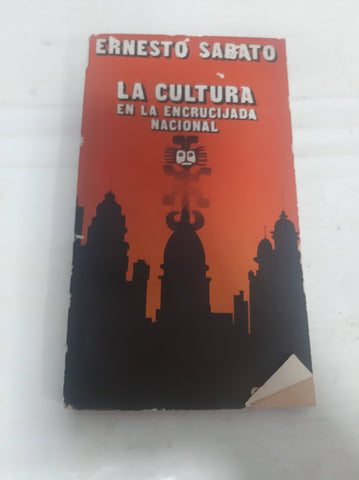 ERNESTO SABATO
LA CULTURA
EN LA ENCRUCIJADA
NACIONAL